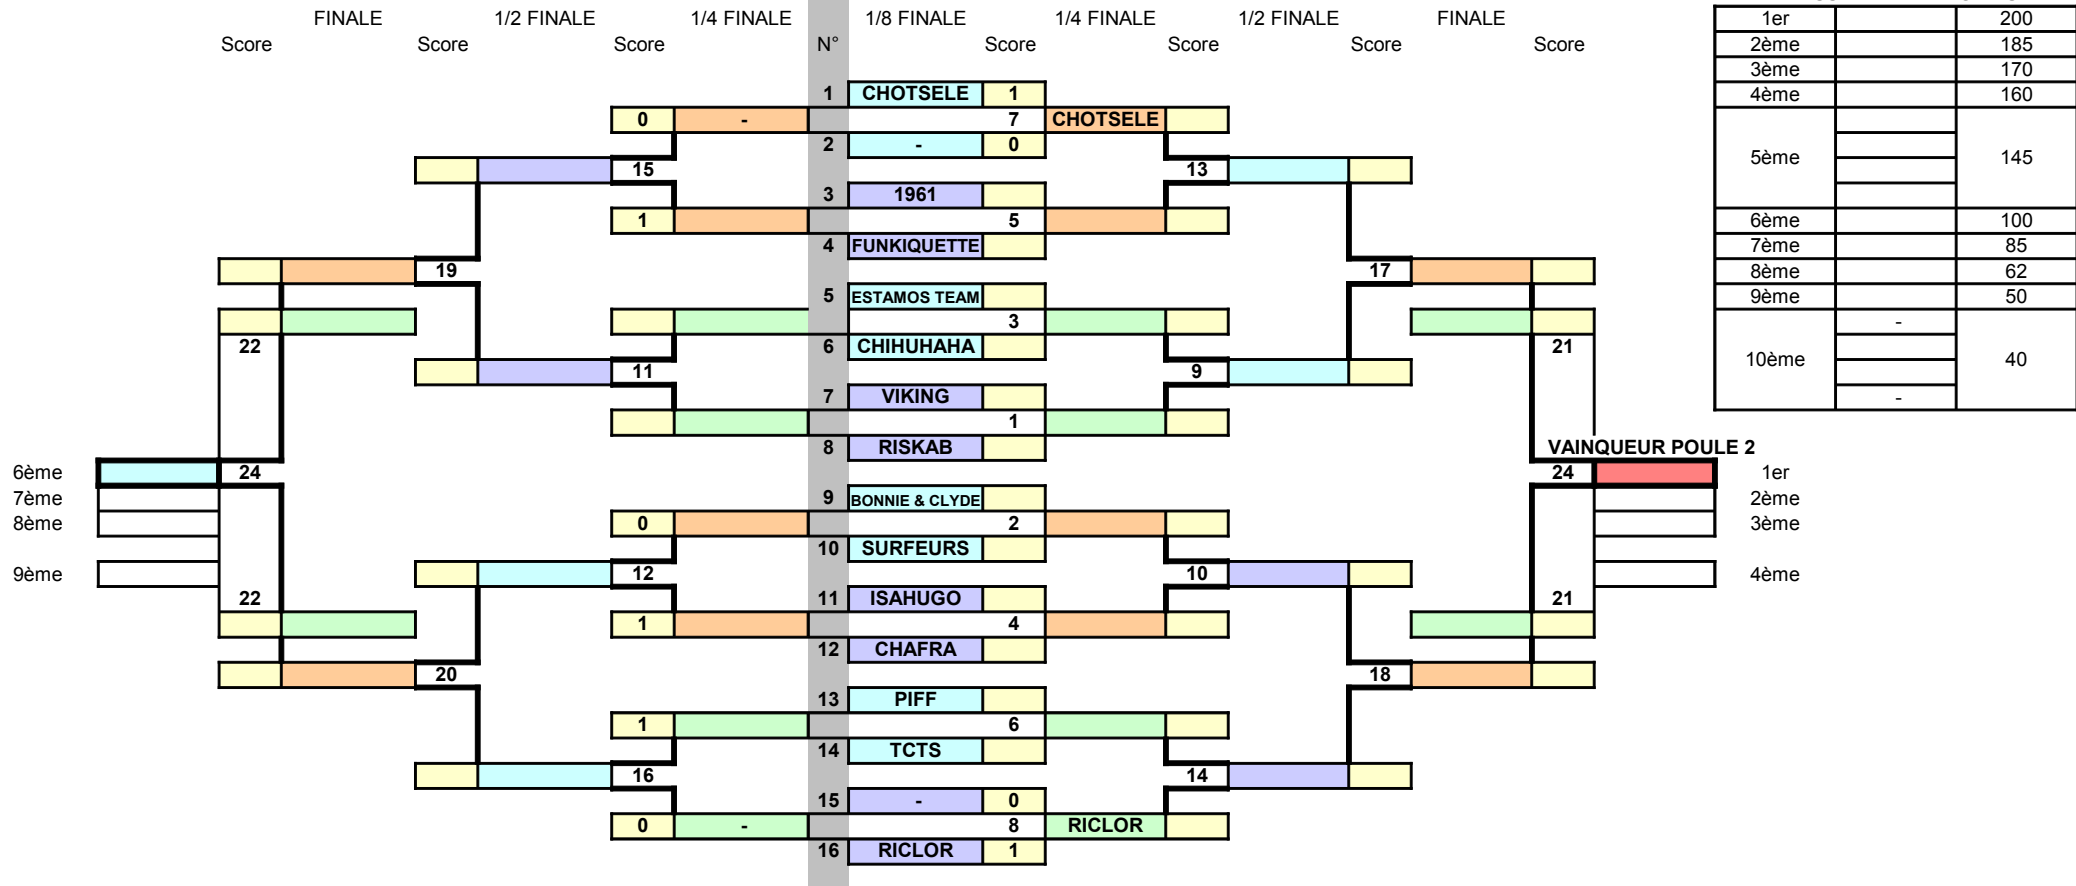 FINALE 1/2 FINALE 1/4 FINALE 1/8 FINALE 1/4 FINALE 1/2 FINALE FINALE 1er 200
Score Score Score N° Score Score Score Score 2ème 185
3ème 170
1 CHOTSELE 1 4ème 160
0 - 7 CHOTSELE
2 - 0
15 13 5ème 145
3 1961
1 5 6ème 100
4 FUNKIQUETTE 7ème 85
19 17 8ème 62
5 ESTAMOS TEAM 9ème 50
3 -
22 6 CHIHUHAHA 21
11 9 10ème 40
7 VIKING -
1
8 RISKAB VAINQUEUR POULE 2
6ème 24 24 1er
7ème 9 BONNIE & CLYDE 2ème
8ème 0 2 3ème
10 SURFEURS
9ème 12 10 4ème
22 11 ISAHUGO 21
1 4
12 CHAFRA
20 18
13 PIFF
1 6
14 TCTS
16 14
15 - 0
0 - 8 RICLOR
16 RICLOR 1